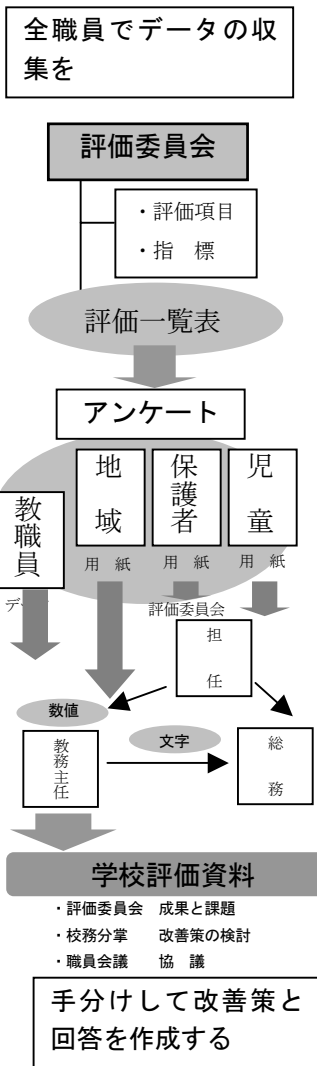 全職員でデータの収
集を
評価委員会
・評価項目
・指　標
評価一覧表
アンケート
教職員
地域
保護者
児童
用　紙
用　紙
用　紙
評価委員会
担任
数値
文字
教務主任
総務
学校評価資料
・評価委員会　成果と課題
・校務分掌　改善策の検討
・職員会議　協　議
手分けして改善策と
回答を作成する